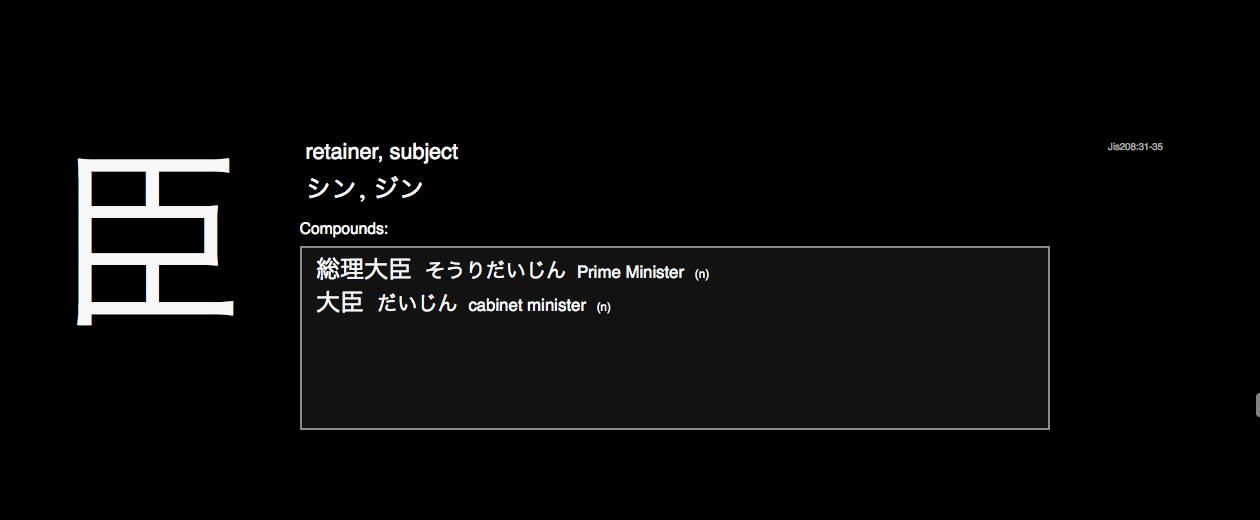 臣
retainer, subject
シン, ジン
Jis208:31-35
Compounds:
総理大臣 そうりだいじん Prime Minister (n)
大臣 だいじん cabinet minister (n)